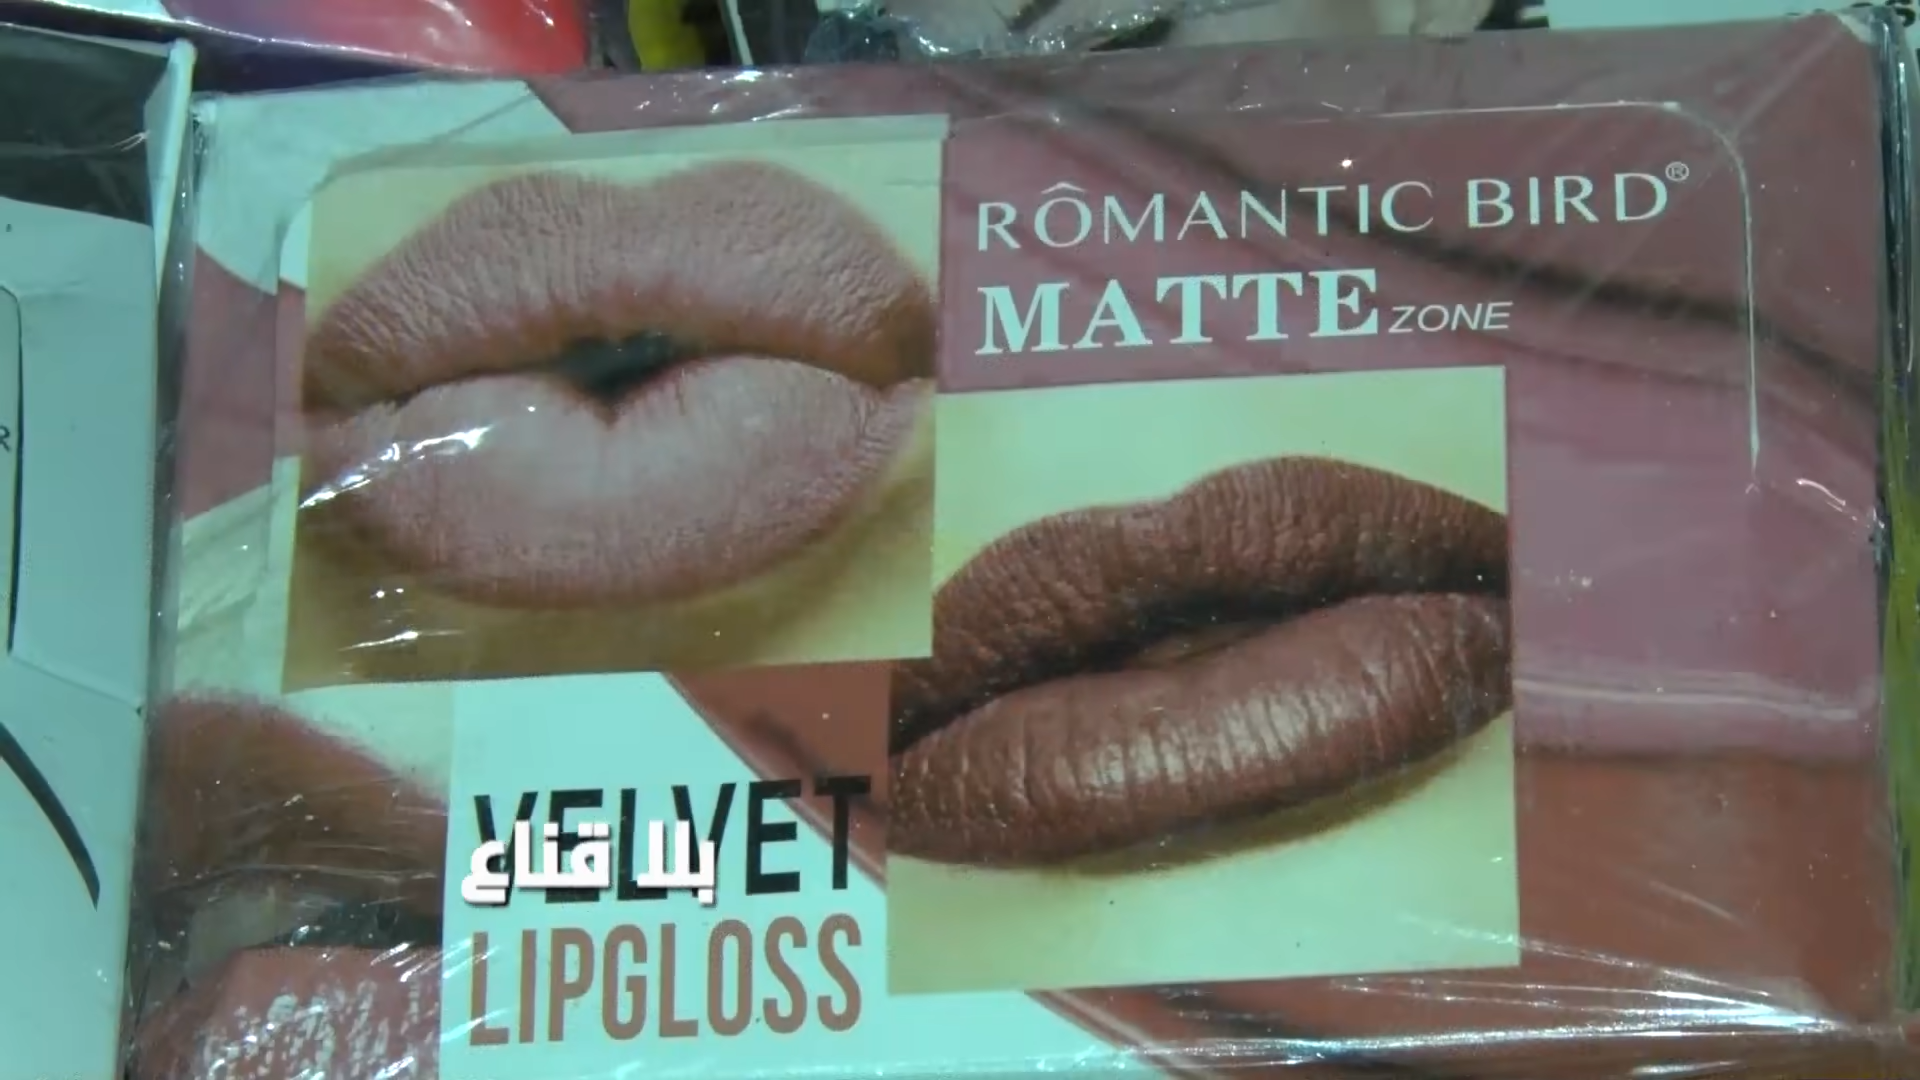 RÔMANTIC BIRD®
MATTE ZONE
VELVET
بلا قناع
LIPGLOSS
R